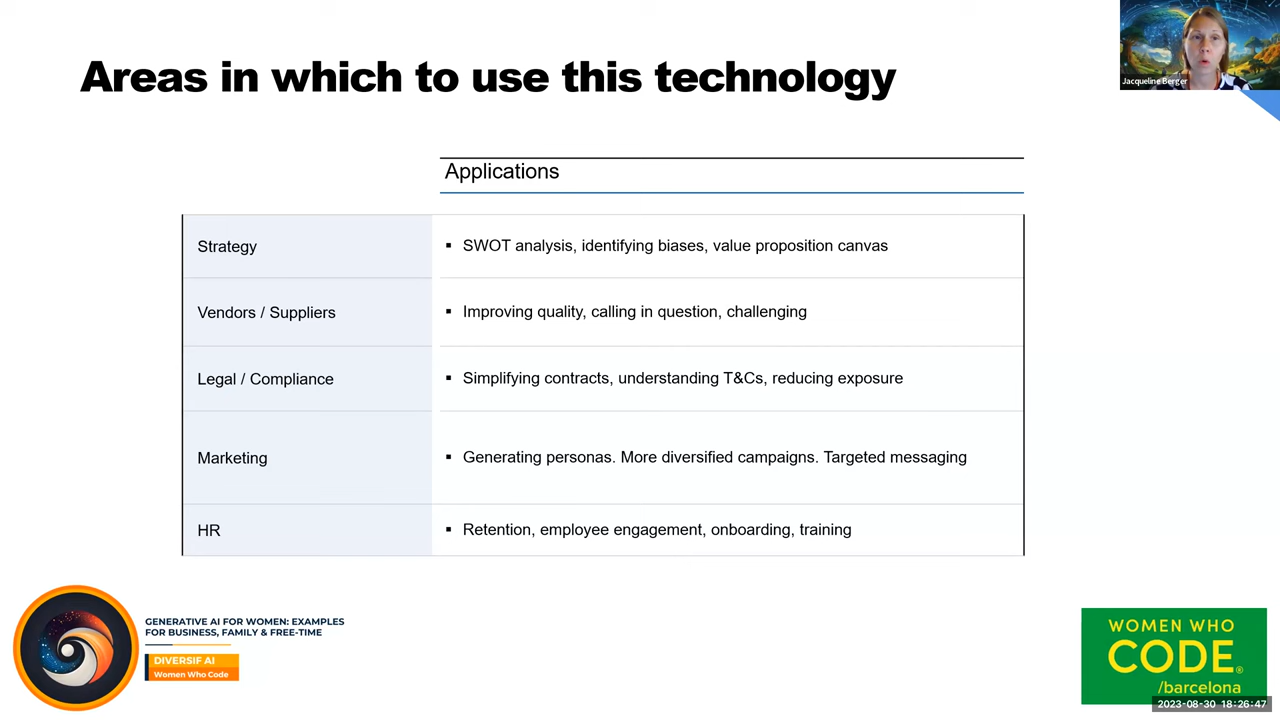 Areas in which to use this technology
Jacqueline Berger
Applications
Strategy
▪ SWOT analysis, identifying biases, value proposition canvas
Vendors / Suppliers
▪ Improving quality, calling in question, challenging
Legal / Compliance
▪ Simplifying contracts, understanding T&Cs, reducing exposure
Marketing
▪ Generating personas. More diversified campaigns. Targeted messaging
HR
▪ Retention, employee engagement, onboarding, training
GENERATIVE AI FOR WOMEN: EXAMPLES
FOR BUSINESS, FAMILY & FREE-TIME
DIVERSIF AI
Women Who Code
WOMEN WHO
CODE®
/barcelona
2023-08-30 18:26:47